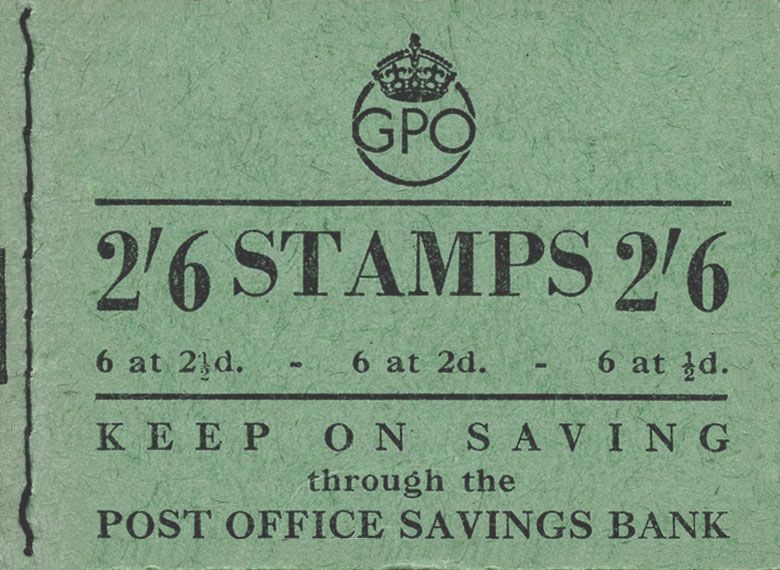 GPO
2'6 STAMPS 2'6
6 at 2½d. - 6 at 2d. - 6 at ½d.
KEEP ON SAVING
through the
POST OFFICE SAVINGS BANK